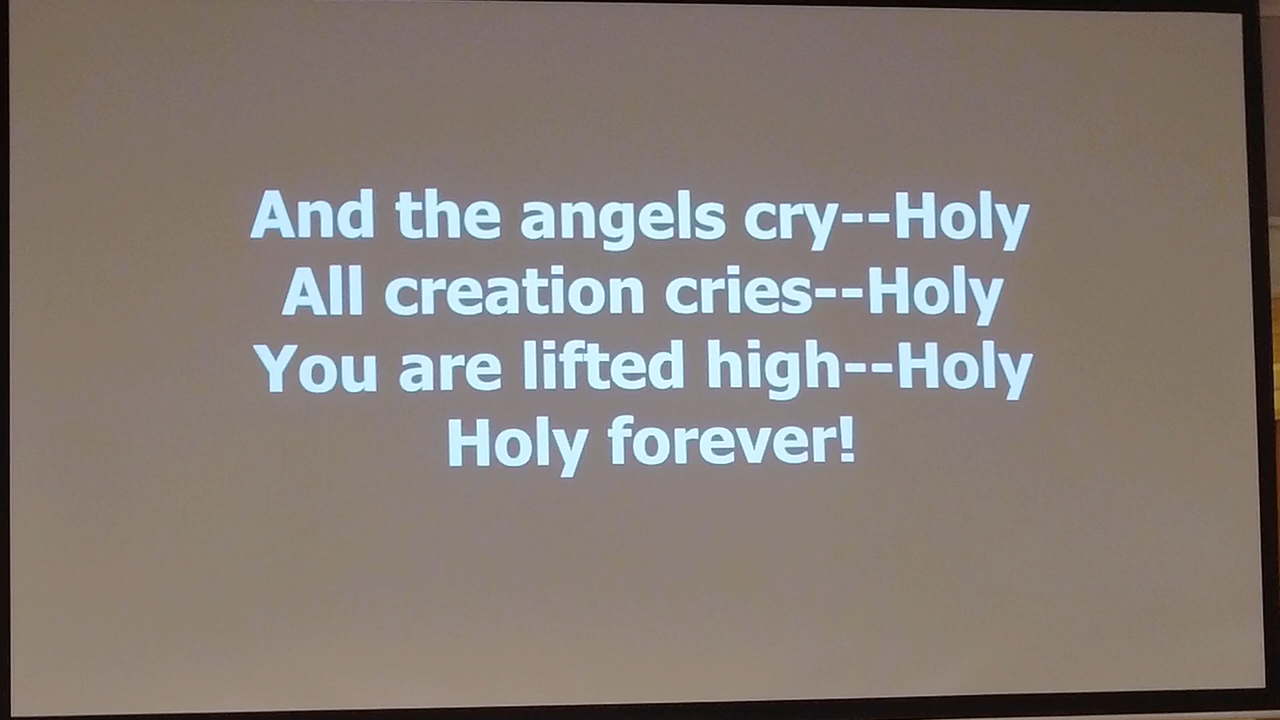 And the angels cry--Holy
All creation cries--Holy
You are lifted high--Holy
Holy forever!